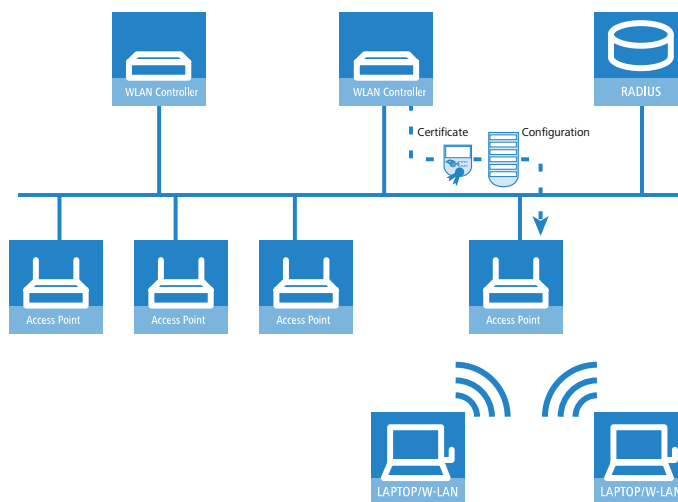 WLAN Controller
WLAN Controller
RADIUS
Certificate
Configuration
Access Point
Access Point
Access Point
Access Point
LAPTOP/W-LAN
LAPTOP/W-LAN